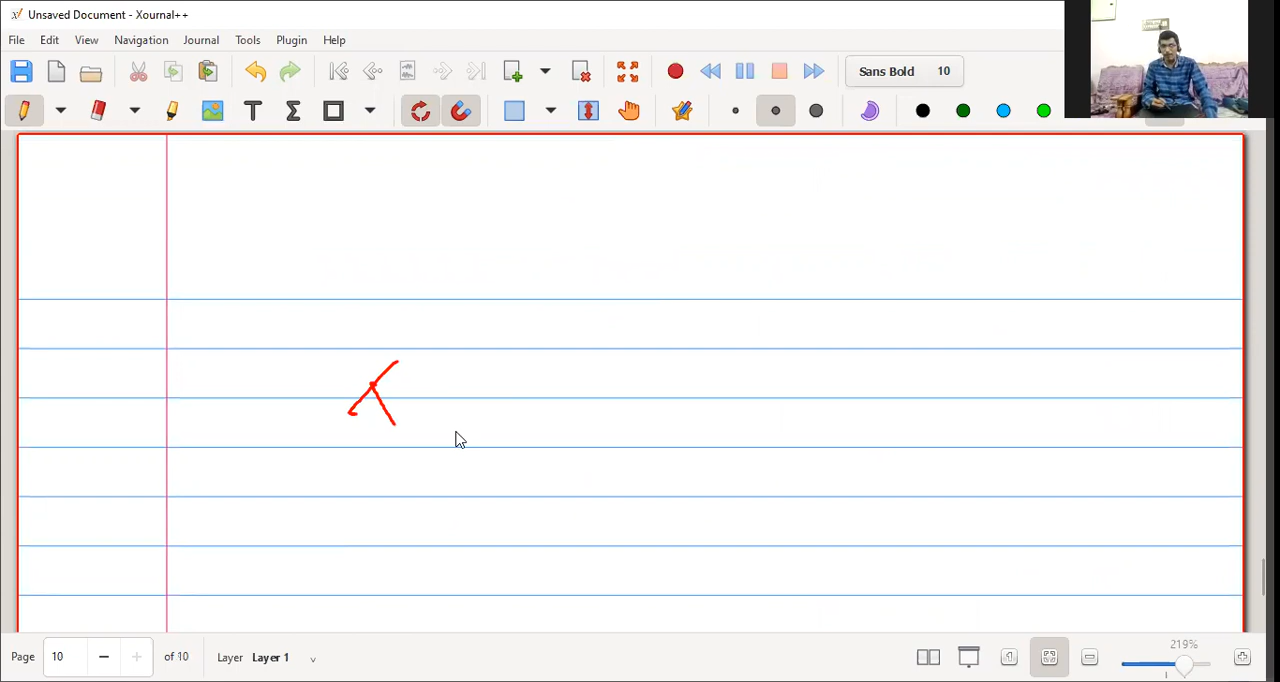 Unsaved Document - Xournal++
File Edit View Navigation Journal Tools Plugin Help
Sans Bold 10
Page 10 of 10 Layer Layer 1 219%